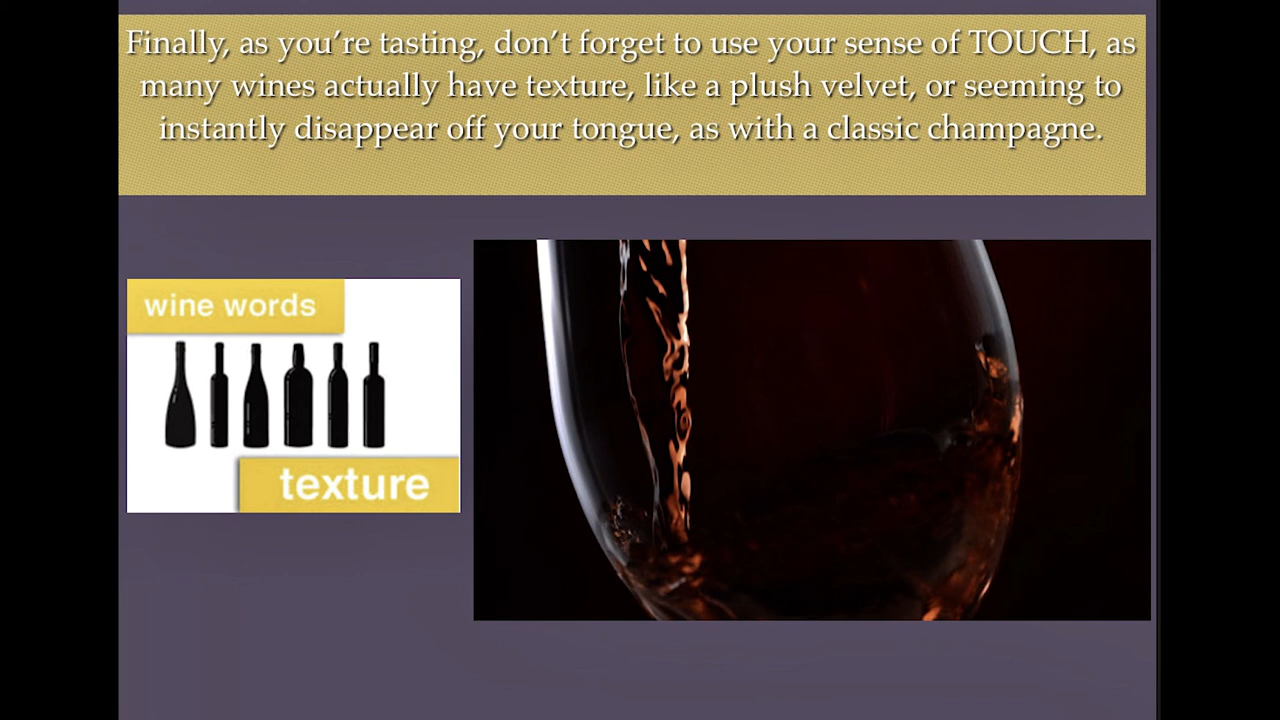 Finally, as you’re tasting, don’t forget to use your sense of TOUCH, as
many wines actually have texture, like a plush velvet, or seeming to
instantly disappear off your tongue, as with a classic champagne.
wine words
texture